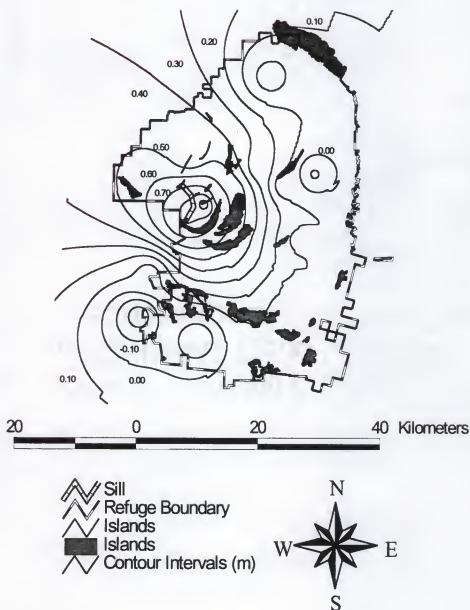 0.10
0.20
0.30
0.40
0.00
0.50
0.60
0.70
-0.10
0.10
0.00
20 0 20 40 Kilometers
Sill
Refuge Boundary
Islands
Islands
Contour Intervals (m)
N
W E
S